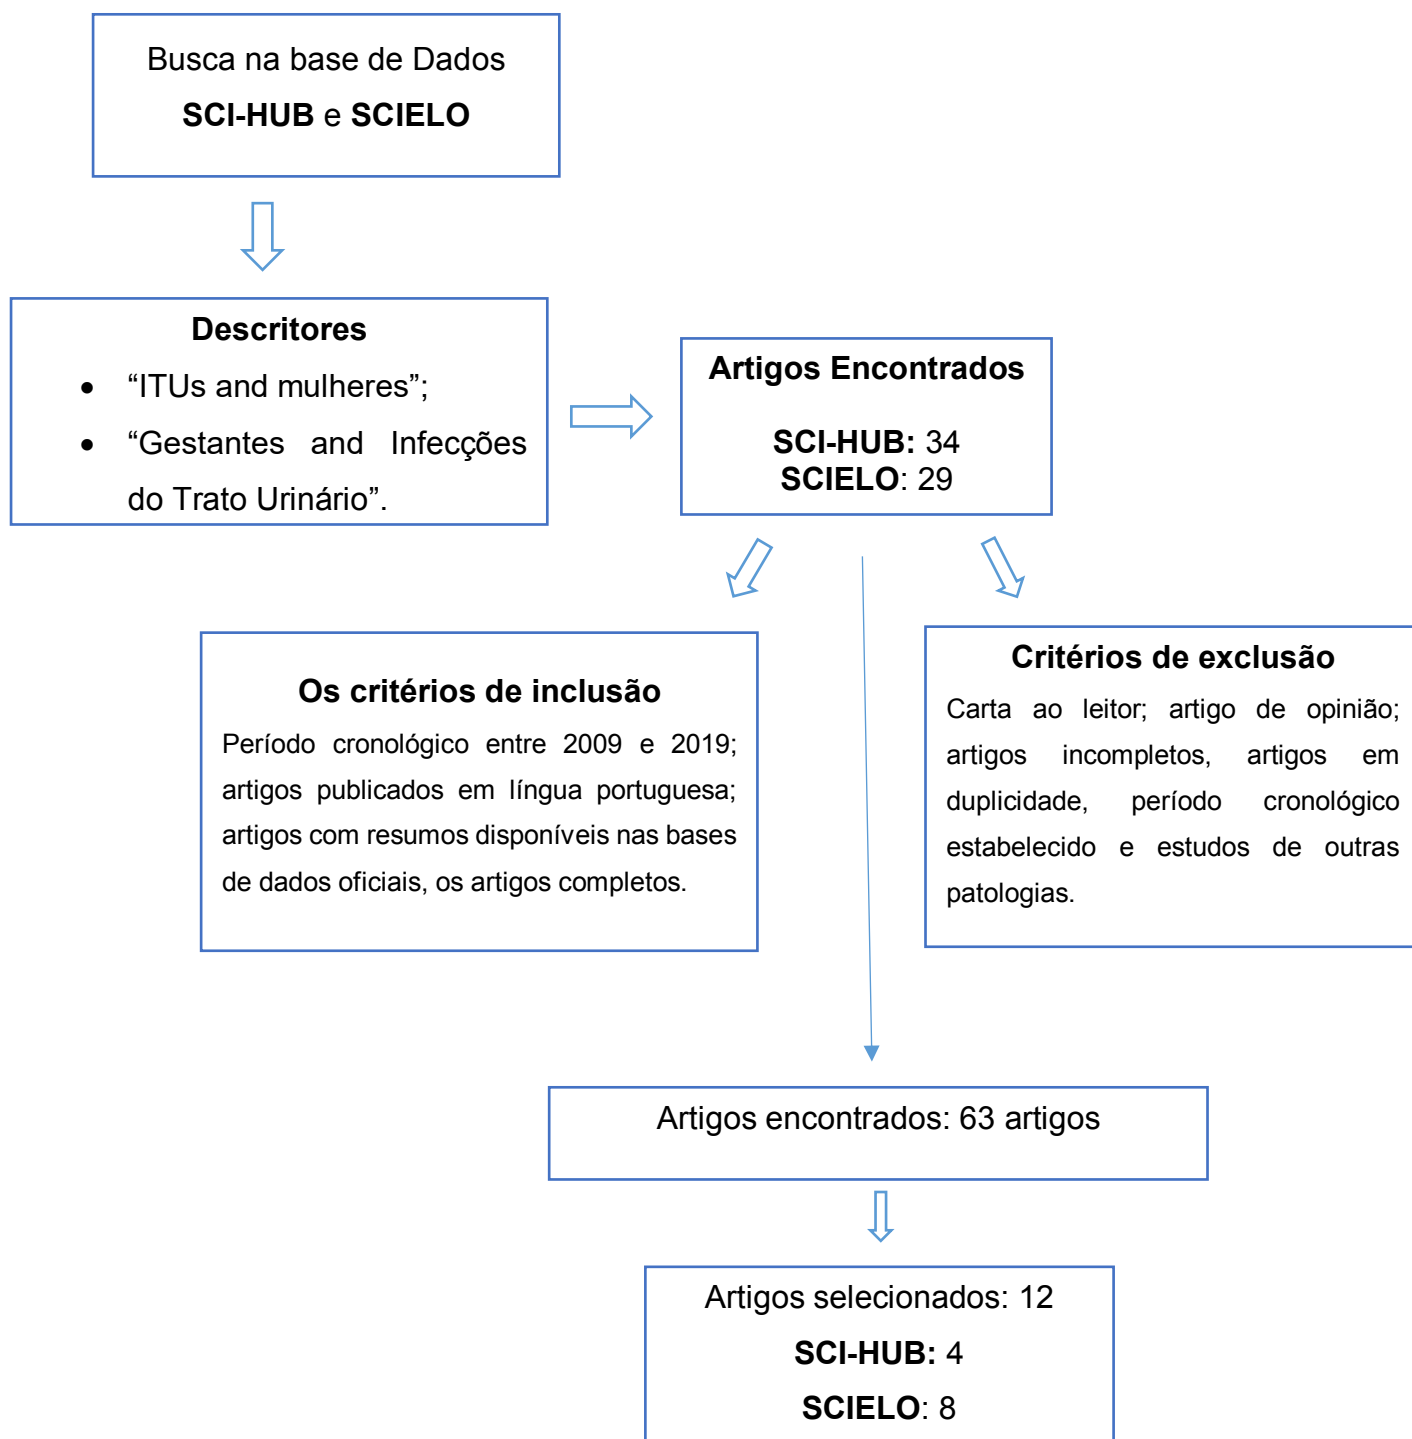 Busca na base de Dados
SCI-HUB e SCIELO
Descritores
• “ITUs and mulheres”;
• “Gestantes and Infecções
do Trato Urinário”.
Artigos Encontrados
SCI-HUB: 34
SCIELO: 29
Os critérios de inclusão
Período cronológico entre 2009 e 2019;
artigos publicados em língua portuguesa;
artigos com resumos disponíveis nas bases
de dados oficiais, os artigos completos.
Critérios de exclusão
Carta ao leitor; artigo de opinião;
artigos incompletos, artigos em
duplicidade, período cronológico
estabelecido e estudos de outras
patologias.
Artigos encontrados: 63 artigos
Artigos selecionados: 12
SCI-HUB: 4
SCIELO: 8